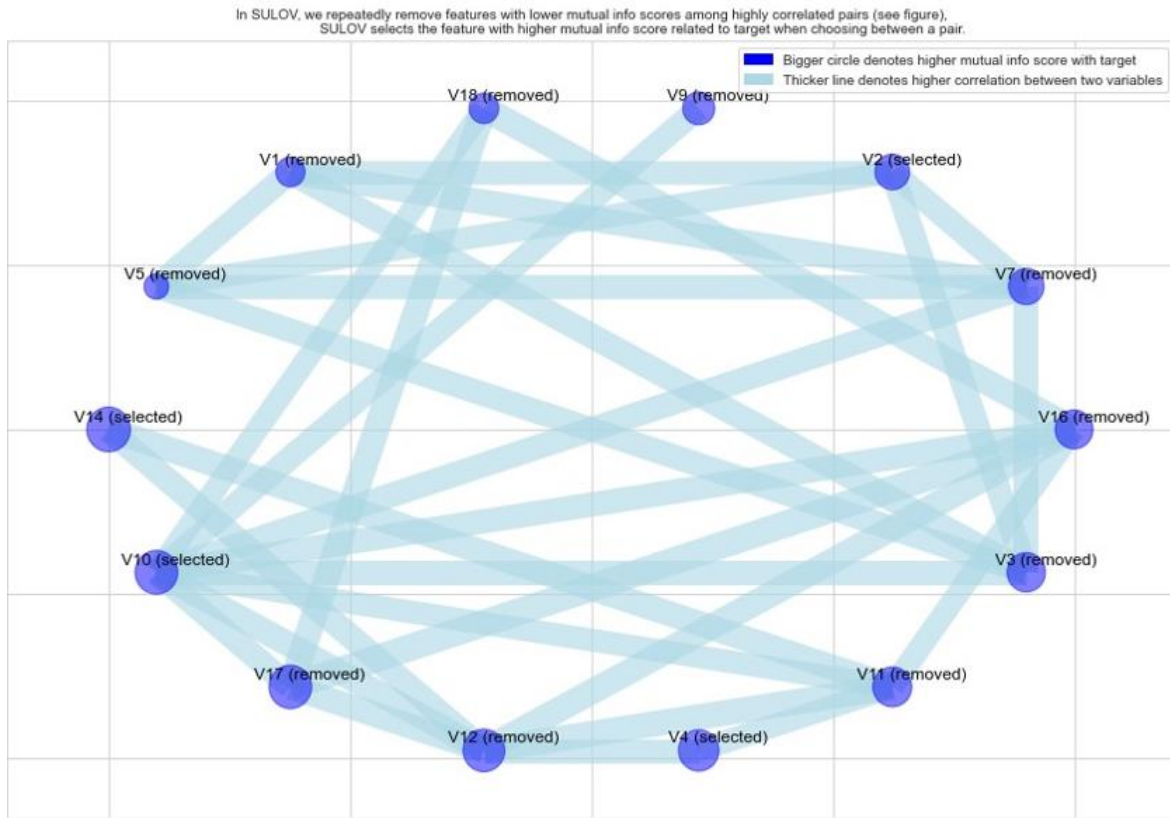 In SULOV, we repeatedly remove features with lower mutual info scores among highly correlated pairs (see figure),
SULOV selects the feature with higher mutual info score related to target when choosing between a pair.
Bigger circle denotes higher mutual info score with target
Thicker line denotes higher correlation between two variables
V18 (removed)
V9 (removed)
V1 (removed)
V2 (selected)
V5 (removed)
V7 (removed)
V14 (selected)
V16 (removed)
V10 (selected)
V3 (removed)
V17 (removed)
V11 (removed)
V12 (removed)
V4 (selected)